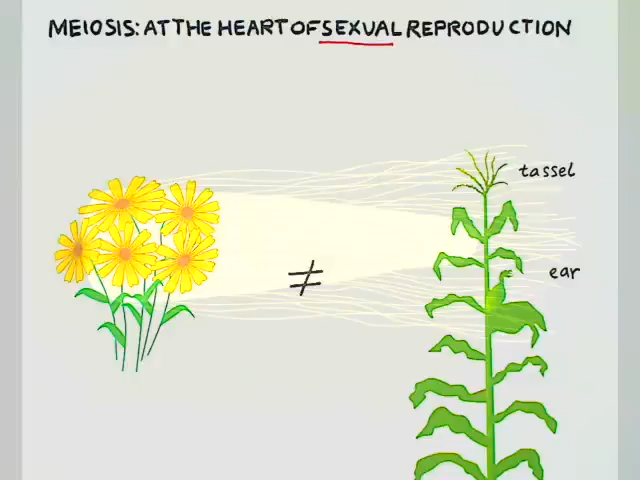 MEIOSIS: AT THE HEART OF SEXUAL REPRODUCTION
tassel
≠
ear